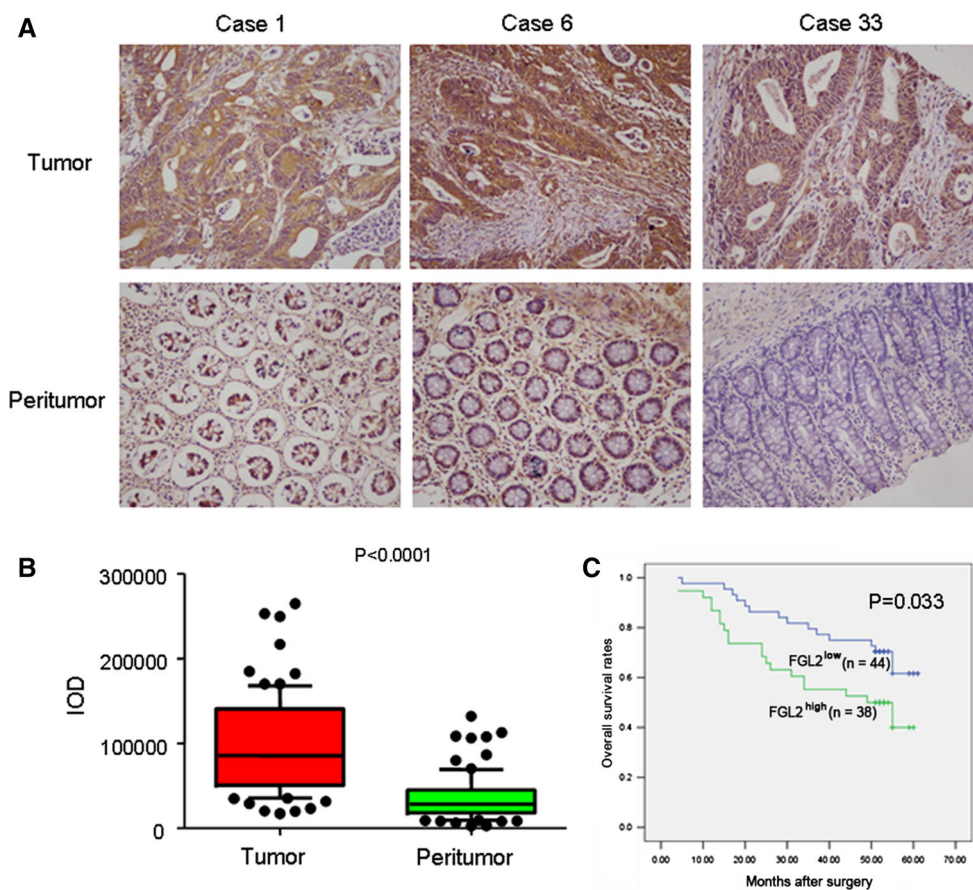 A
Case 1
Case 6
Case 33
Tumor
Peritumor
B
P<0.0001
300000
200000
100000
0
IOD
Tumor
Peritumor
C
P=0.033
1.0
0.8
0.6
0.4
0.2
0.0
Overall survival rates
FGL2low (n = 44)
FGL2high (n = 38)
0.00
10.00
20.00
30.00
40.00
50.00
60.00
70.00
Months after surgery